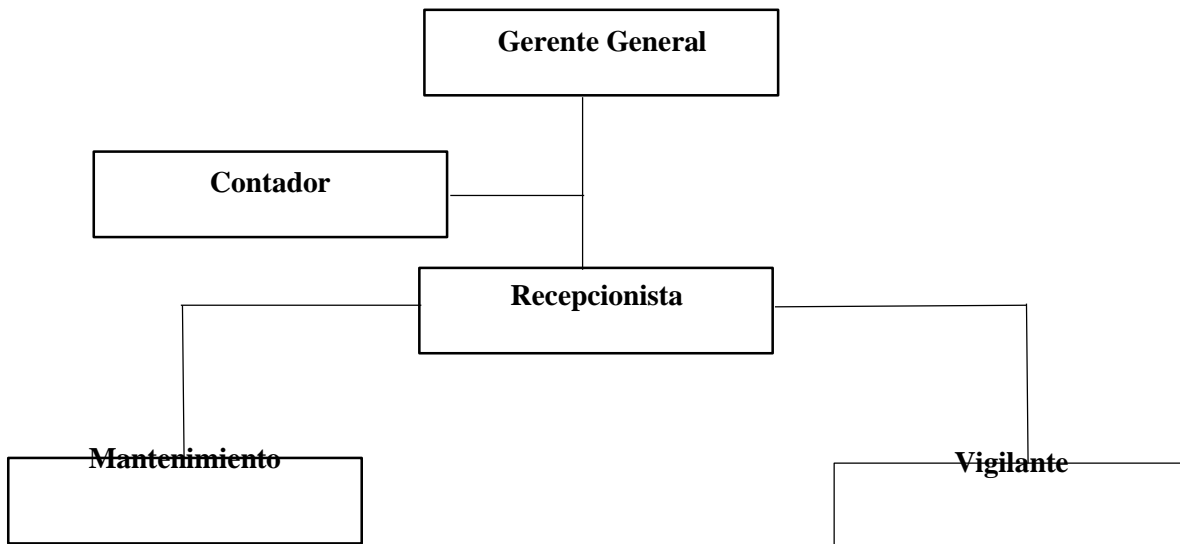 Gerente General
Contador
Recepcionista
Mantenimiento
Vigilante